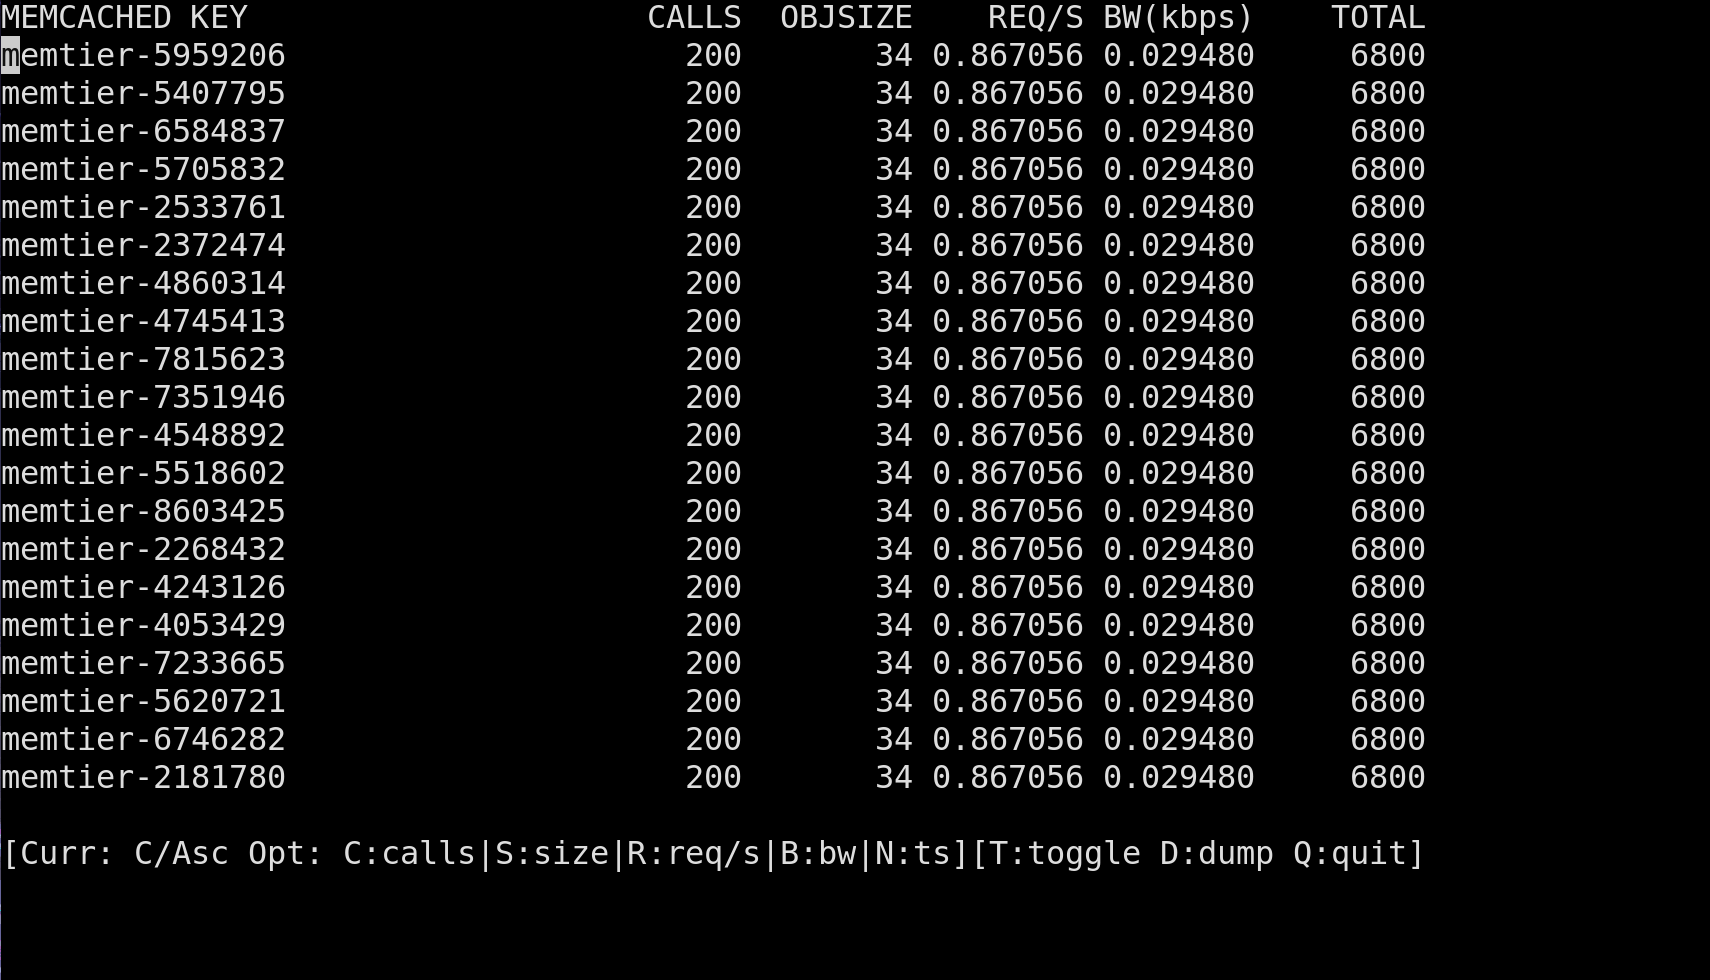 MEMCACHED KEY                     CALLS  OBJSIZE    REQ/S BW(kbps)    TOTAL
memtier-5959206                     200       34 0.867056 0.029480     6800
memtier-5407795                     200       34 0.867056 0.029480     6800
memtier-6584837                     200       34 0.867056 0.029480     6800
memtier-5705832                     200       34 0.867056 0.029480     6800
memtier-2533761                     200       34 0.867056 0.029480     6800
memtier-2372474                     200       34 0.867056 0.029480     6800
memtier-4860314                     200       34 0.867056 0.029480     6800
memtier-4745413                     200       34 0.867056 0.029480     6800
memtier-7815623                     200       34 0.867056 0.029480     6800
memtier-7351946                     200       34 0.867056 0.029480     6800
memtier-4548892                     200       34 0.867056 0.029480     6800
memtier-5518602                     200       34 0.867056 0.029480     6800
memtier-8603425                     200       34 0.867056 0.029480     6800
memtier-2268432                     200       34 0.867056 0.029480     6800
memtier-4243126                     200       34 0.867056 0.029480     6800
memtier-4053429                     200       34 0.867056 0.029480     6800
memtier-7233665                     200       34 0.867056 0.029480     6800
memtier-5620721                     200       34 0.867056 0.029480     6800
memtier-6746282                     200       34 0.867056 0.029480     6800
memtier-2181780                     200       34 0.867056 0.029480     6800
[Curr: C/Asc Opt: C:calls|S:size|R:req/s|B:bw|N:ts][T:toggle D:dump Q:quit]